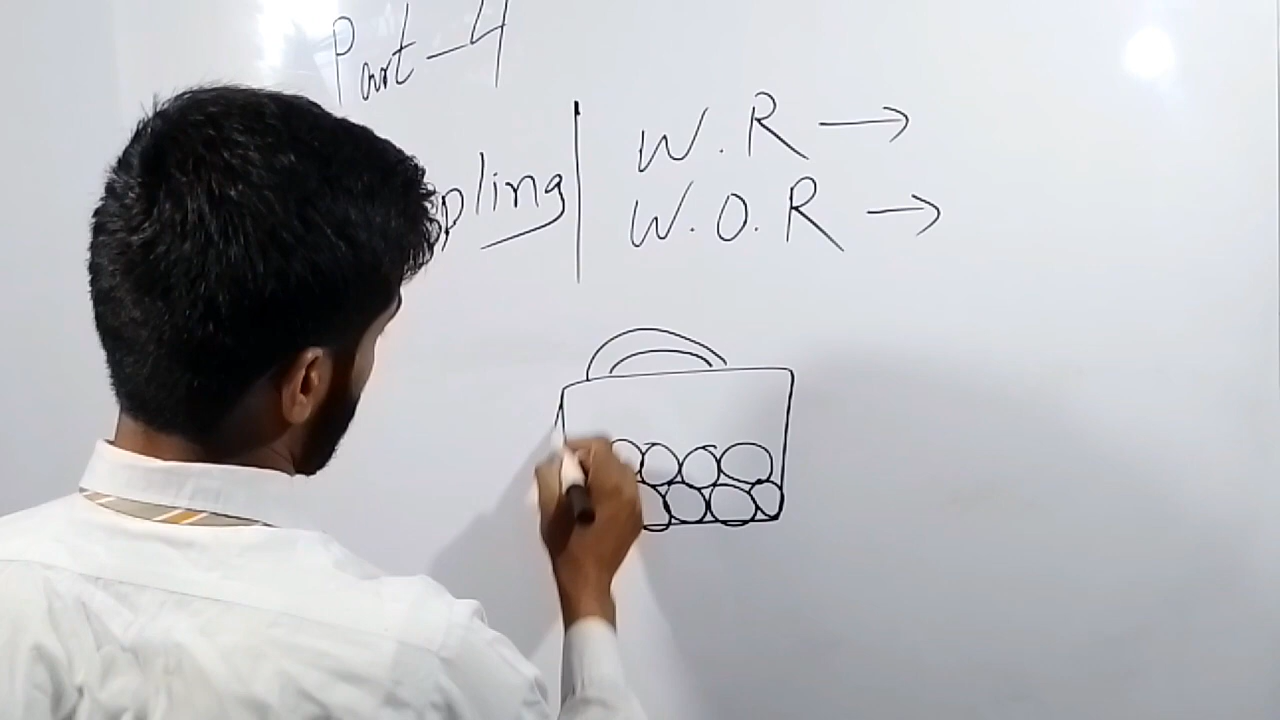 Part-4
pling
W.R →
W.O.R →